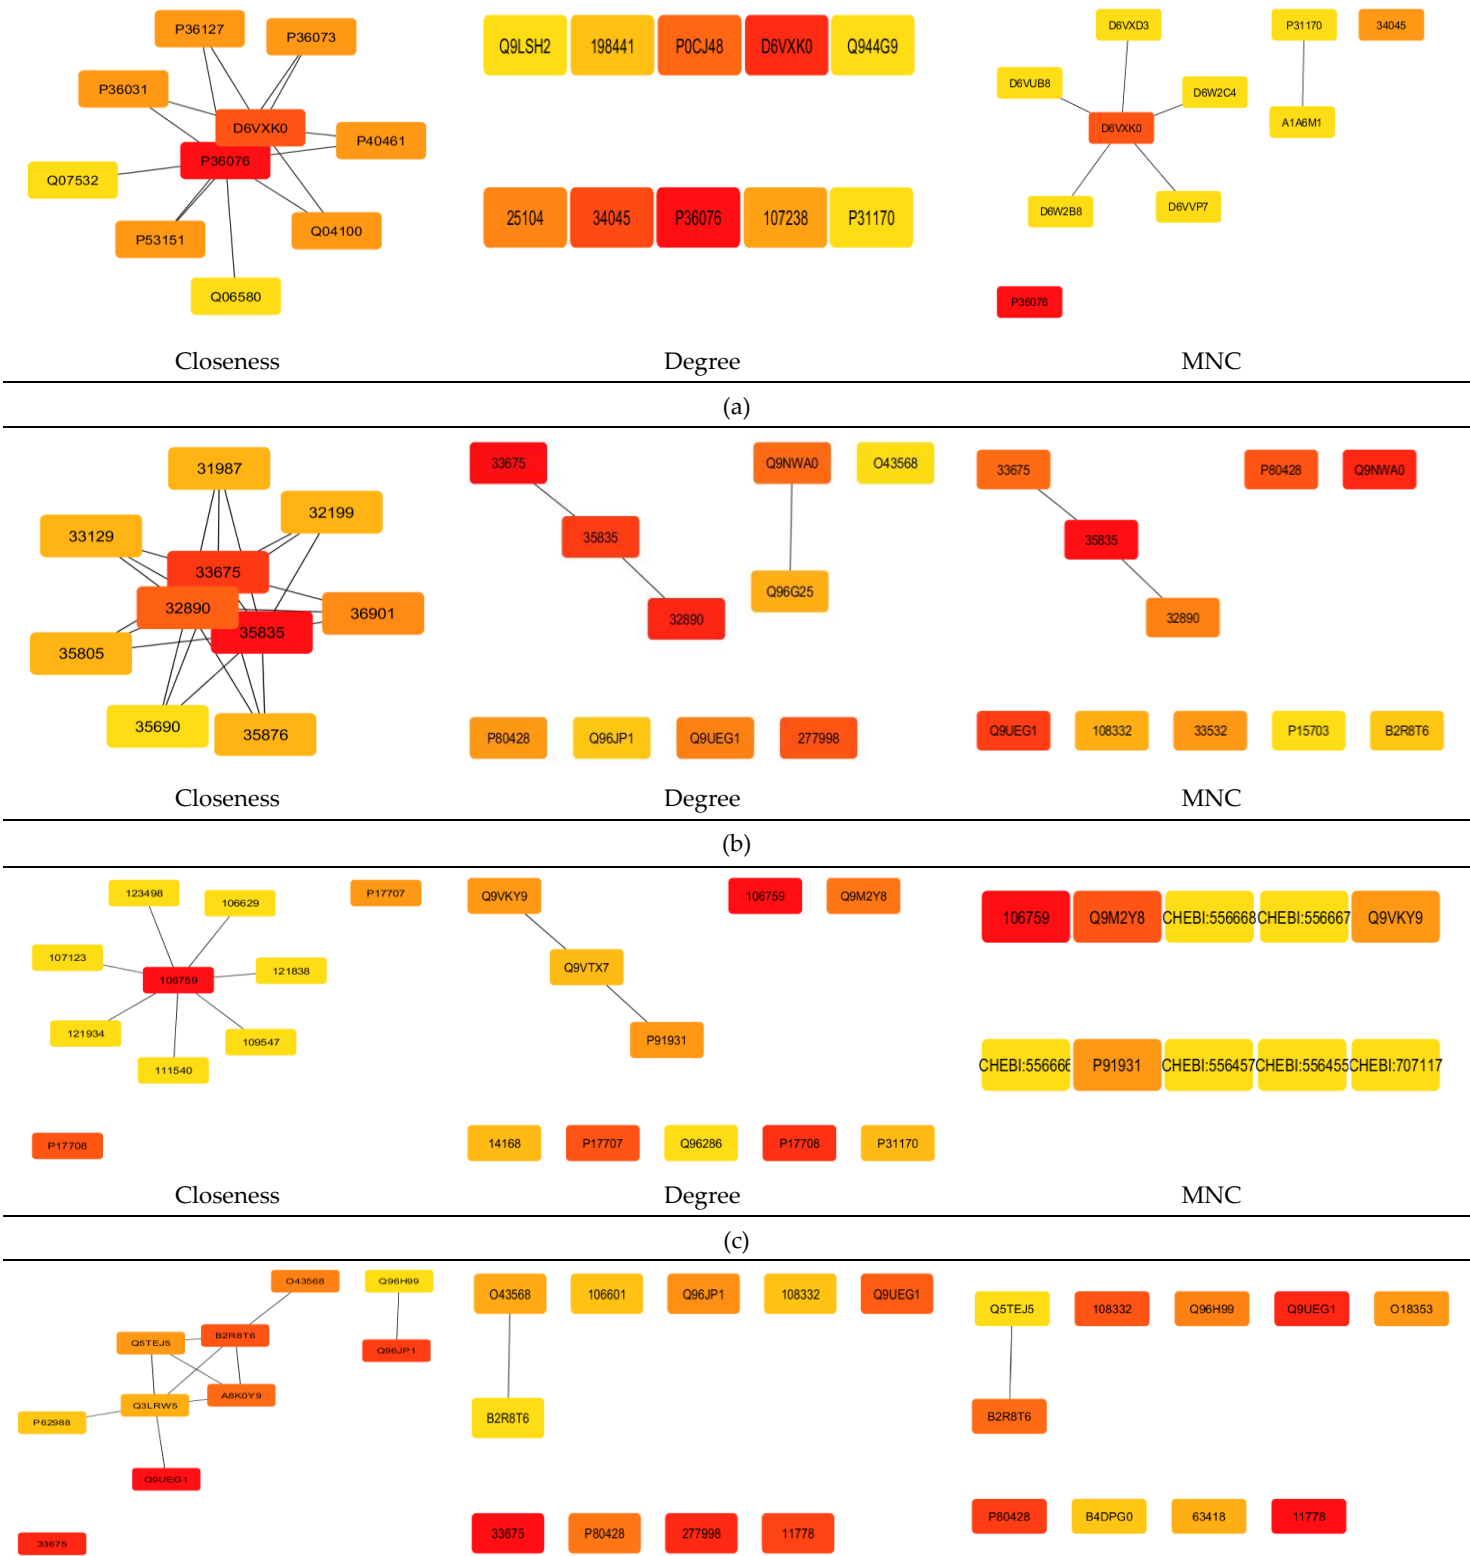 P36127
P36073
P36031
D6VXK0
P40461
P36076
Q07532
P53151
Q04100
Q06580
Closeness
Q9LSH2 198441 P0CJ48 D6VXK0 Q944G9
25104 34045 P36076 107238 P31170
Degree
D6VXD3
P31170
34045
D6VUB8
D6W2C4
D6VXK0
A1A6M1
D6W2B8
D6VVP7
P36076
MNC
(a)
31987
32199
33129
33675
32890
36901
35835
35805
35690
35876
Closeness
33675
Q9NWA0
O43568
35835
Q96G25
32890
P80428 Q96JP1 Q9UEG1 277998
Degree
33675
P80428
Q9NWA0
35835
32890
Q9UEG1 108332 33532 P15703 B2R8T6
MNC
(b)
123498
106629
P17707
107123
106759
121838
121934
109547
111540
P17708
Closeness
Q9VKY9
106759
Q9M2Y8
Q9VTX7
P91931
14168 P17707 Q96286 P17708 P31170
Degree
106759 Q9M2Y8 CHEBI:556668 CHEBI:556667 Q9VKY9
CHEBI:556666 P91931 CHEBI:556457 CHEBI:556455 CHEBI:707117
MNC
(c)
O43568
Q96H99
Q5TEJ5
B2R8T6
Q96JP1
A8K0Y9
Q3LRW5
P62988
Q9UEG1
33675
O43568 106601 Q96JP1 108332 Q9UEG1
B2R8T6
33675 P80428 277998 11778
Q5TEJ5 108332 Q96H99 Q9UEG1 O18353
B2R8T6
P80428 B4DPG0 63418 11778